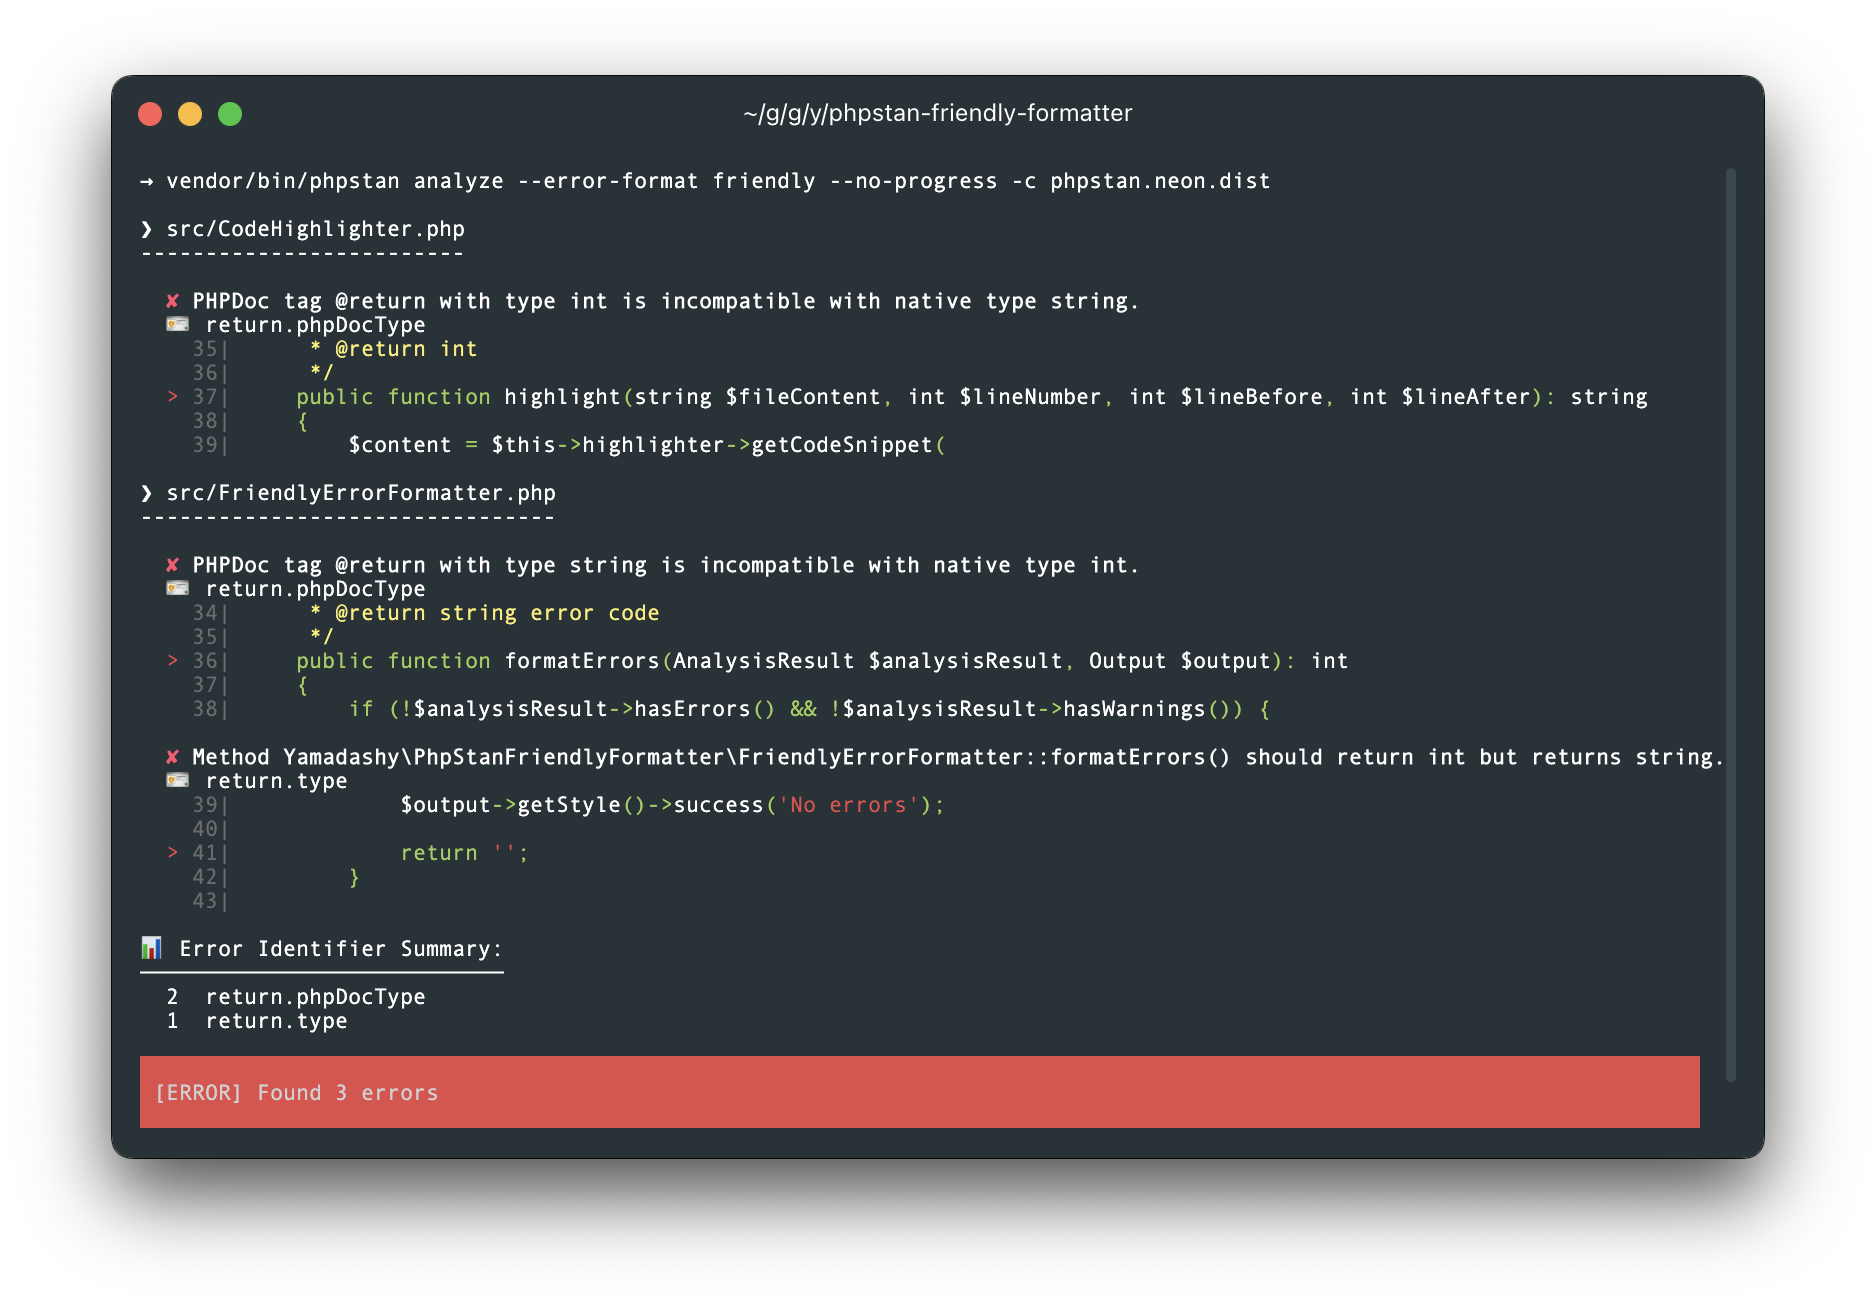 ~/g/g/y/phpstan-friendly-formatter
→ vendor/bin/phpstan analyze --error-format friendly --no-progress -c phpstan.neon.dist
❯ src/CodeHighlighter.php
-------------------------
✘ PHPDoc tag @return with type int is incompatible with native type string.
🪪 return.phpDocType
35|      * @return int
36|      */
> 37|     public function highlight(string $fileContent, int $lineNumber, int $lineBefore, int $lineAfter): string
38|     {
39|         $content = $this->highlighter->getCodeSnippet(
❯ src/FriendlyErrorFormatter.php
--------------------------------
✘ PHPDoc tag @return with type string is incompatible with native type int.
🪪 return.phpDocType
34|      * @return string error code
35|      */
> 36|     public function formatErrors(AnalysisResult $analysisResult, Output $output): int
37|     {
38|         if (!$analysisResult->hasErrors() && !$analysisResult->hasWarnings()) {
✘ Method Yamadashy\PhpStanFriendlyFormatter\FriendlyErrorFormatter::formatErrors() should return int but returns string.
🪪 return.type
39|             $output->getStyle()->success('No errors');
40|
> 41|             return '';
42|         }
43|
📊 Error Identifier Summary:
2  return.phpDocType
1  return.type
[ERROR] Found 3 errors